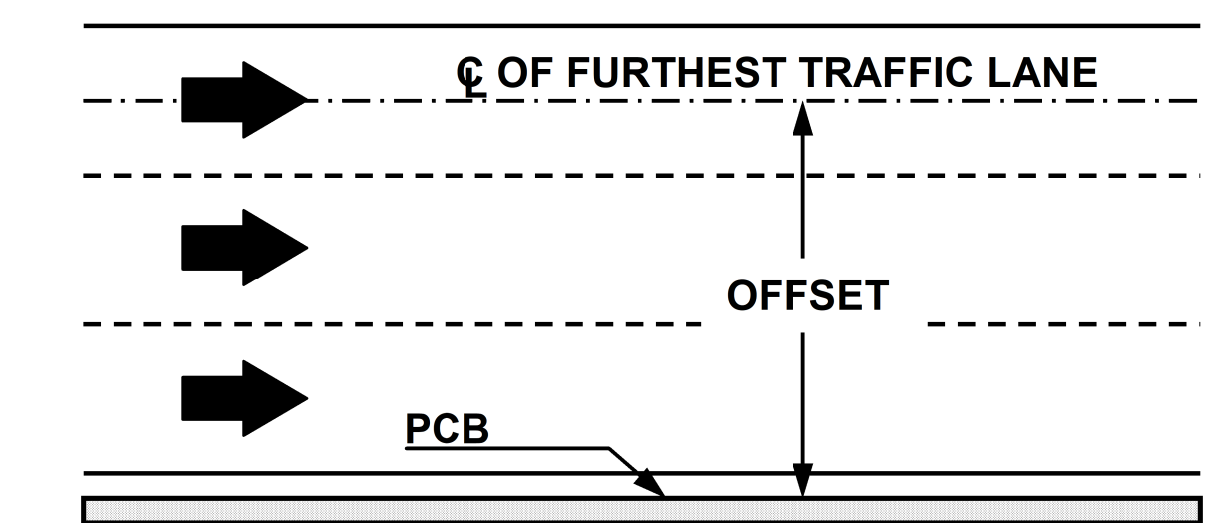 ℄ OF FURTHEST TRAFFIC LANE
OFFSET
PCB